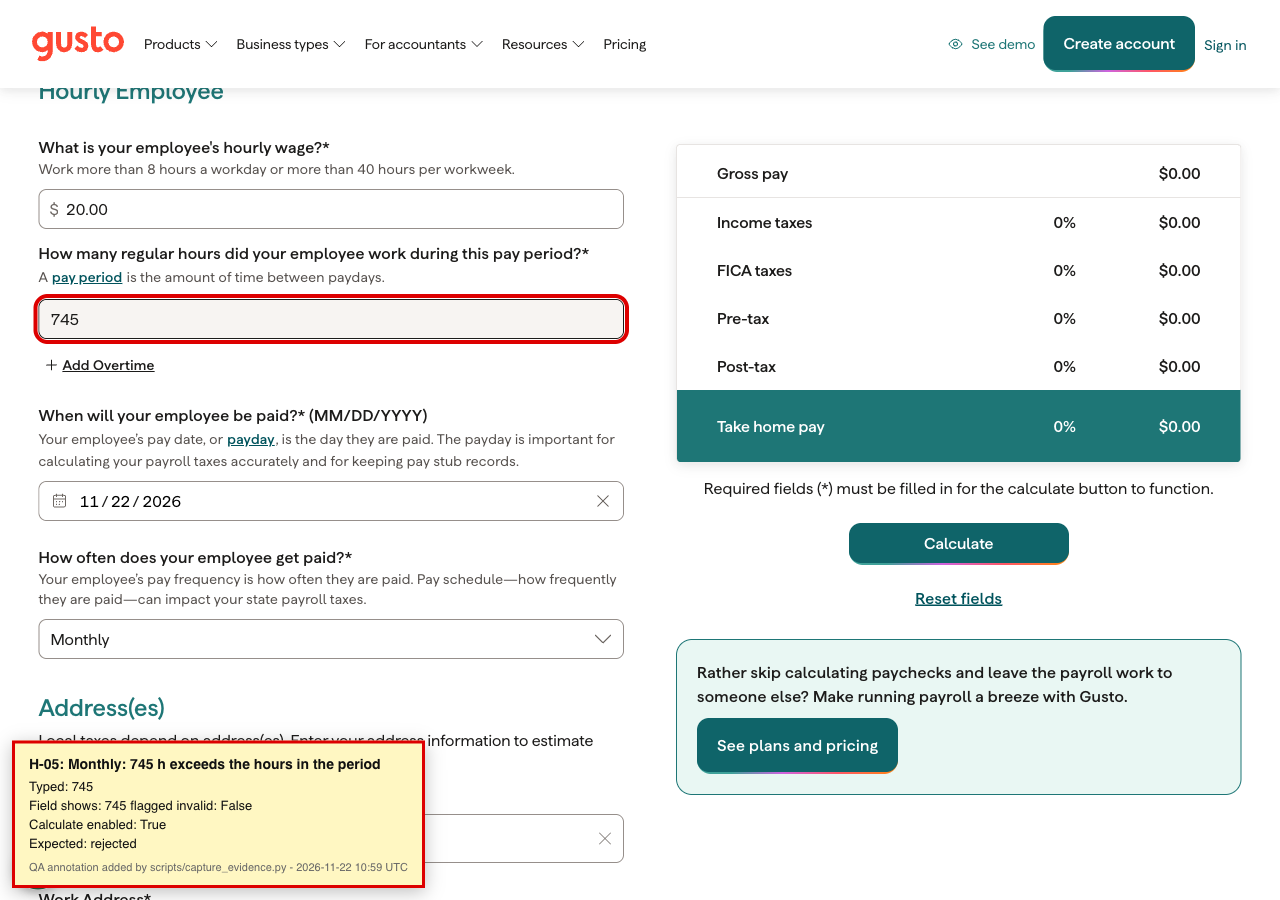 gusto
Products
Business types
For accountants
Resources
Pricing
See demo
Create account
Sign in
Hourly Employee
What is your employee's hourly wage?*
Work more than 8 hours a workday or more than 40 hours per workweek.
$ 20.00
How many regular hours did your employee work during this pay period?*
A pay period is the amount of time between paydays.
745
Add Overtime
When will your employee be paid?* (MM/DD/YYYY)
Your employee's pay date, or payday, is the day they are paid. The payday is important for
calculating your payroll taxes accurately and for keeping pay stub records.
11 / 22 / 2026
How often does your employee get paid?*
Your employee's pay frequency is how often they are paid. Pay schedule—how frequently
they are paid—can impact your state payroll taxes.
Monthly
Address(es)
Local taxes depend on address(es). Enter your address information to estimate
H-05: Monthly: 745 h exceeds the hours in the period
Typed: 745
Field shows: 745 flagged invalid: False
Calculate enabled: True
Expected: rejected
QA annotation added by scripts/capture_evidence.py - 2026-11-22 10:59 UTC
Work Address*
Gross pay $0.00
Income taxes 0% $0.00
FICA taxes 0% $0.00
Pre-tax 0% $0.00
Post-tax 0% $0.00
Take home pay 0% $0.00
Required fields (*) must be filled in for the calculate button to function.
Calculate
Reset fields
Rather skip calculating paychecks and leave the payroll work to
someone else? Make running payroll a breeze with Gusto.
See plans and pricing